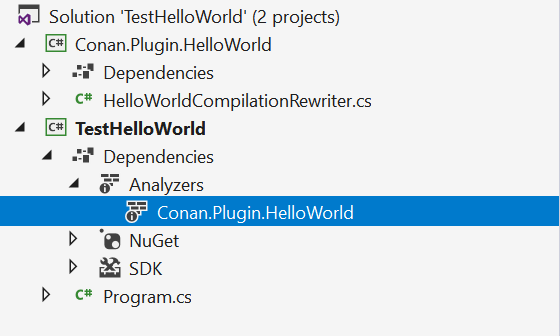 Solution 'TestHelloWorld' (2 projects)
C# Conan.Plugin.HelloWorld
Dependencies
C# HelloWorldCompilationRewriter.cs
C# TestHelloWorld
Dependencies
Analyzers
Conan.Plugin.HelloWorld
NuGet
SDK
C# Program.cs